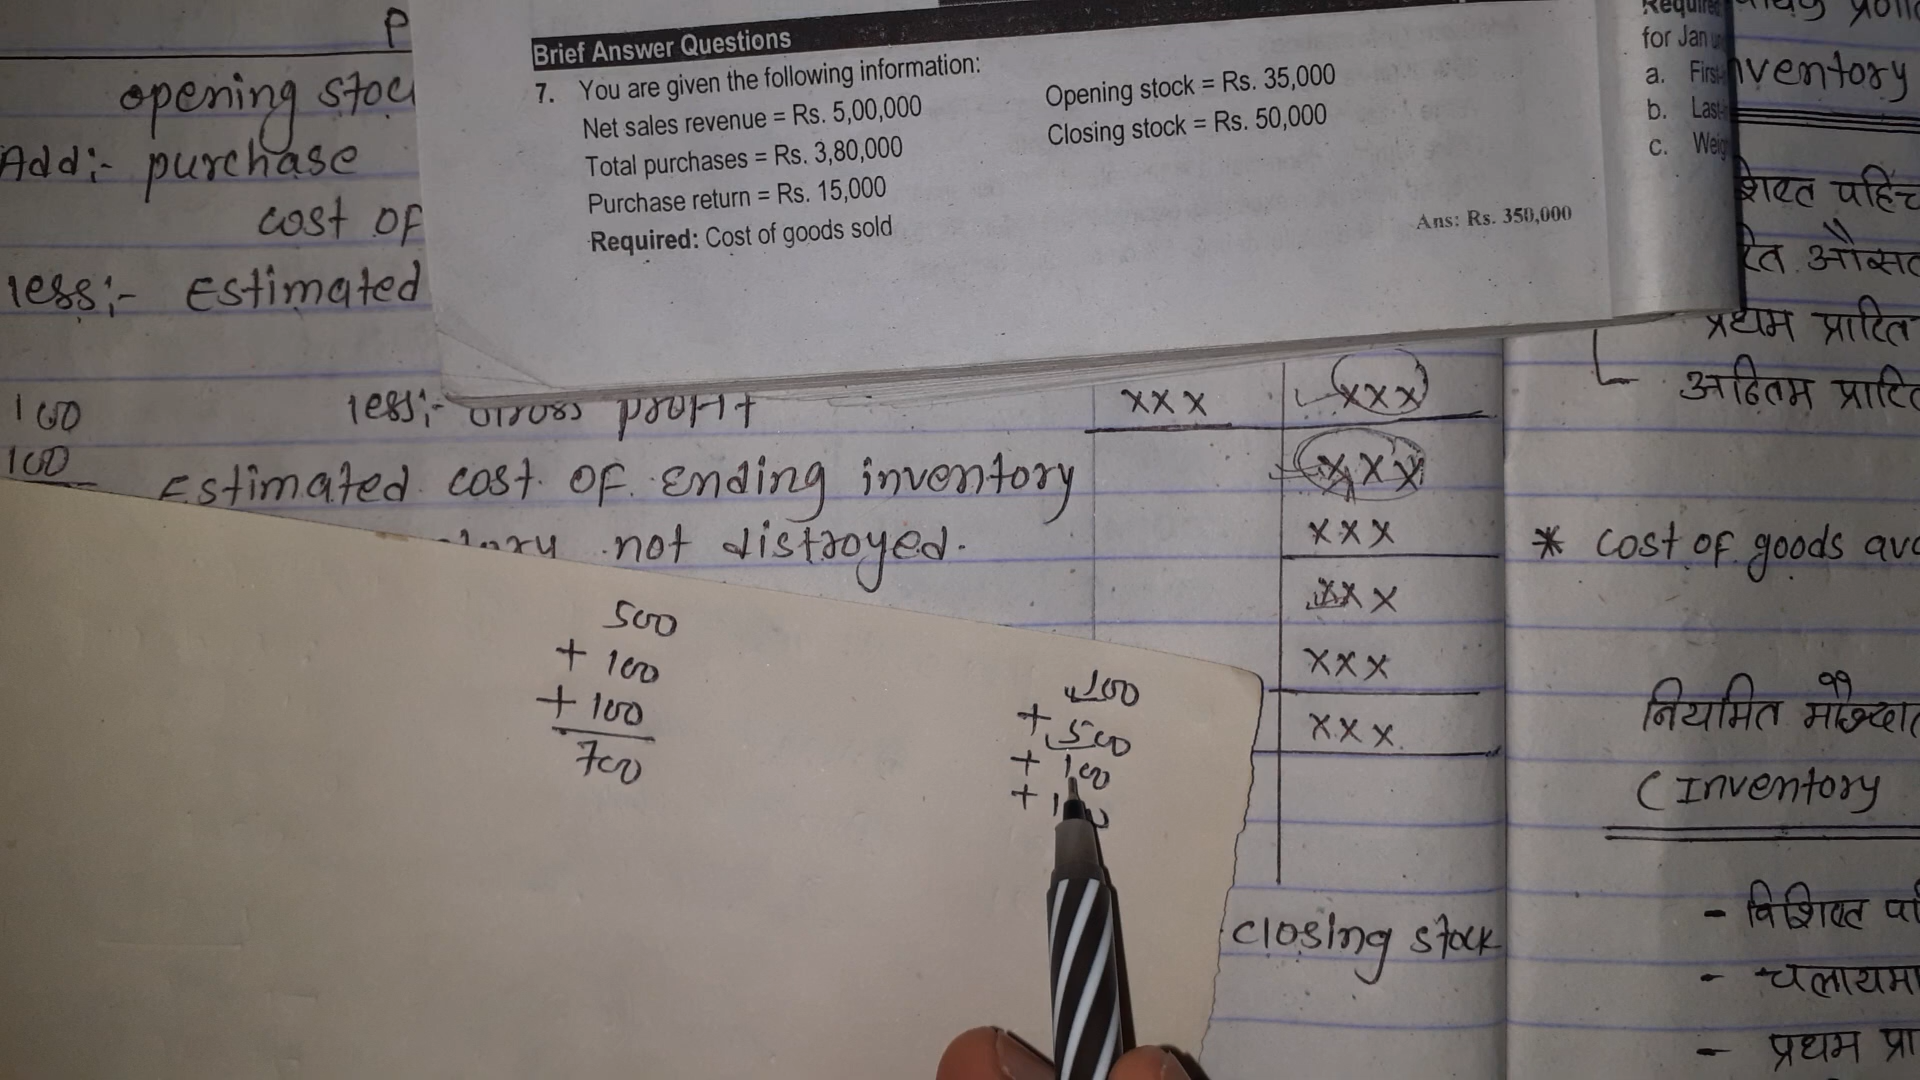 P
opening stoc
Add:- purchase
cost of
less:- Estimated
Brief Answer Questions
7. You are given the following information:
Net sales revenue = Rs. 5,00,000
Opening stock = Rs. 35,000
Total purchases = Rs. 3,80,000
Closing stock = Rs. 50,000
Purchase return = Rs. 15,000
Required: Cost of goods sold
Ans: Rs. 350,000
for Jan
a. First-
b. Last-
c. Weig
nventory
प्रथम प्राप्ति
अन्तिम प्राप्ति
100
100
less:- Gross profit xxx xxx
Estimated cost of Ending inventory xxx
not distroyed. xxx
xxx
xxx
xxx
500
+ 100
+ 100
700
+ 500
+ 100
closing stock
* cost of goods ava
११
नियमित
(Inventory
-
-
- प्रथम प्रा